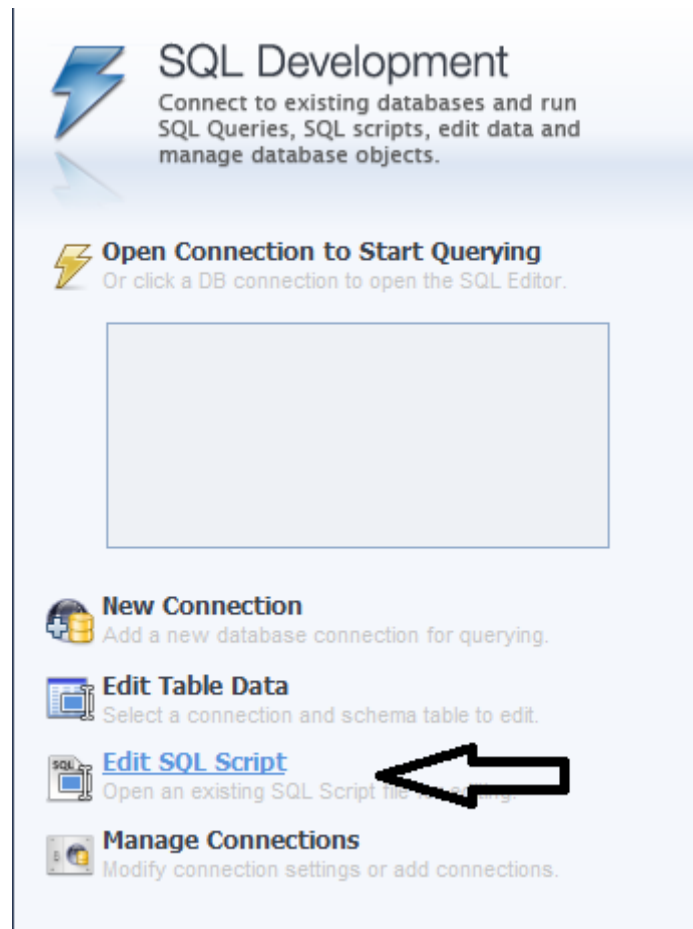 SQL Development
Connect to existing databases and run
SQL Queries, SQL scripts, edit data and
manage database objects.
Open Connection to Start Querying
Or click a DB connection to open the SQL Editor.
New Connection
Add a new database connection for querying.
Edit Table Data
Select a connection and schema table to edit.
SQL
Edit SQL Script
Open an existing SQL Script file for editing.
Manage Connections
Modify connection settings or add connections.